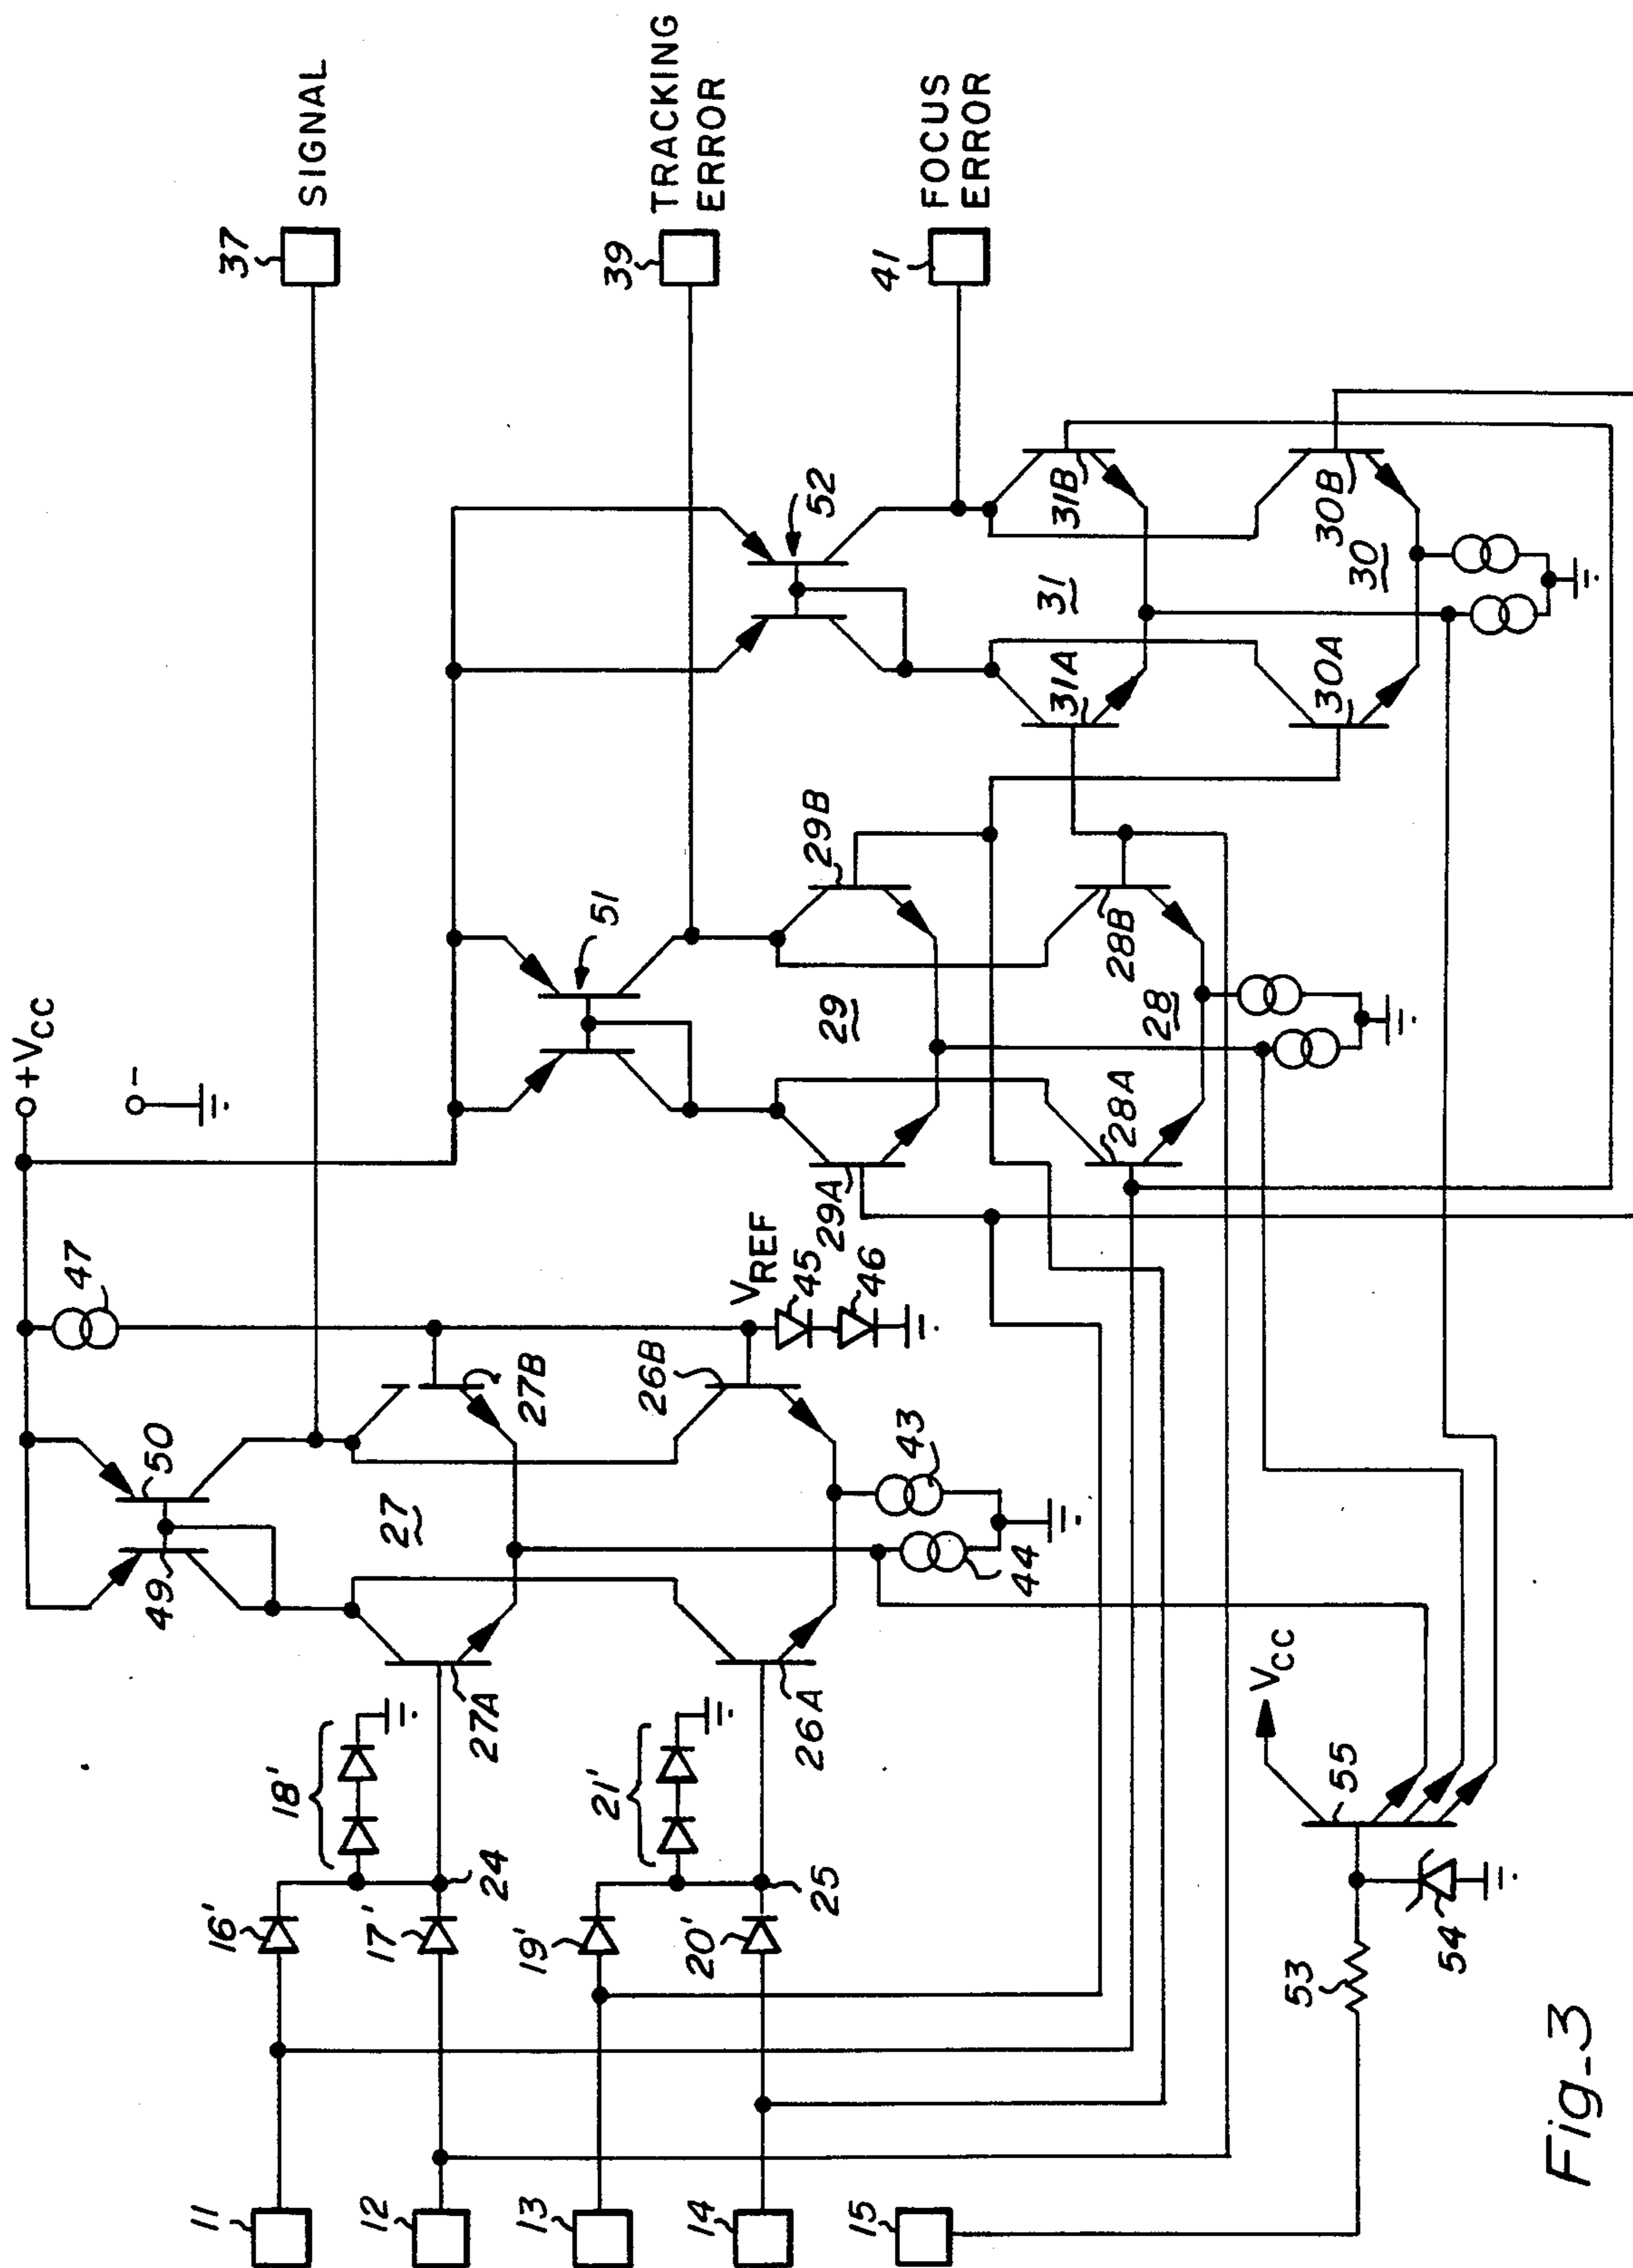 +VCC
-
37
SIGNAL
39
TRACKING
ERROR
41
FOCUS
ERROR
47
50
49
27
27A
27B
26A
26B
VREF
45
46
43
44
51
52
29
29A
29B
28
28A
28B
31
31A
31B
30
30A
30B
11
12
13
14
15
16'
17'
18'
19'
20'
21'
24
25
53
54
55
VCC
Fig_3